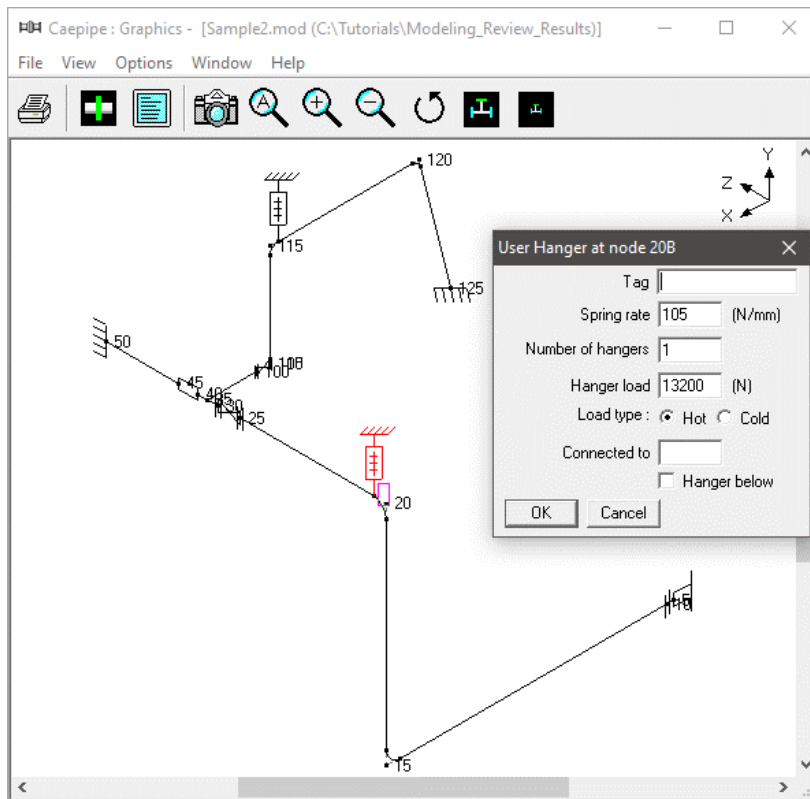 Caepipe : Graphics - [Sample2.mod (C:\Tutorials\Modeling_Review_Results)]
File View Options Window Help
A
120
Y
Z
X
115
125
User Hanger at node 20B
Tag
Spring rate 105 (N/mm)
Number of hangers 1
Hanger load 13200 (N)
Load type : Hot Cold
Connected to
Hanger below
OK Cancel
50
100
45
25
20
15